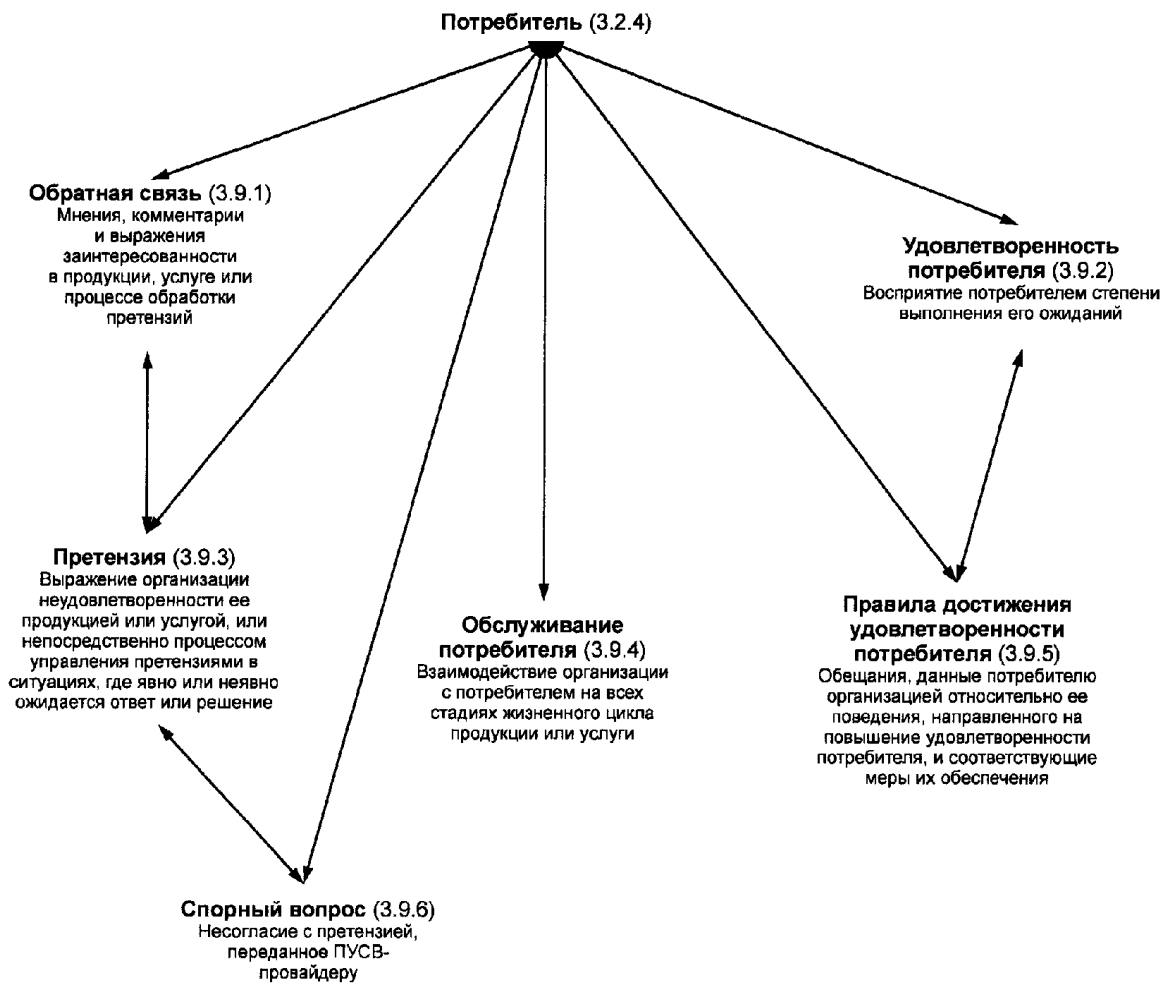 Потребитель (3.2.4)
Обратная связь (3.9.1)
Мнения, комментарии
и выражения
заинтересованности
в продукции, услуге или
процессе обработки
претензий
Удовлетворенность
потребителя (3.9.2)
Восприятие потребителем степени
выполнения его ожиданий
Претензия (3.9.3)
Выражение организации
неудовлетворенности ее
продукцией или услугой, или
непосредственно процессом
управления претензиями в
ситуациях, где явно или неявно
ожидается ответ или решение
Обслуживание
потребителя (3.9.4)
Взаимодействие организации
с потребителем на всех
стадиях жизненного цикла
продукции или услуги
Правила достижения
удовлетворенности
потребителя (3.9.5)
Обещания, данные потребителю
организацией относительно ее
поведения, направленного на
повышение удовлетворенности
потребителя, и соответствующие
меры их обеспечения
Спорный вопрос (3.9.6)
Несогласие с претензией,
переданное ПУСВ-
провайдеру